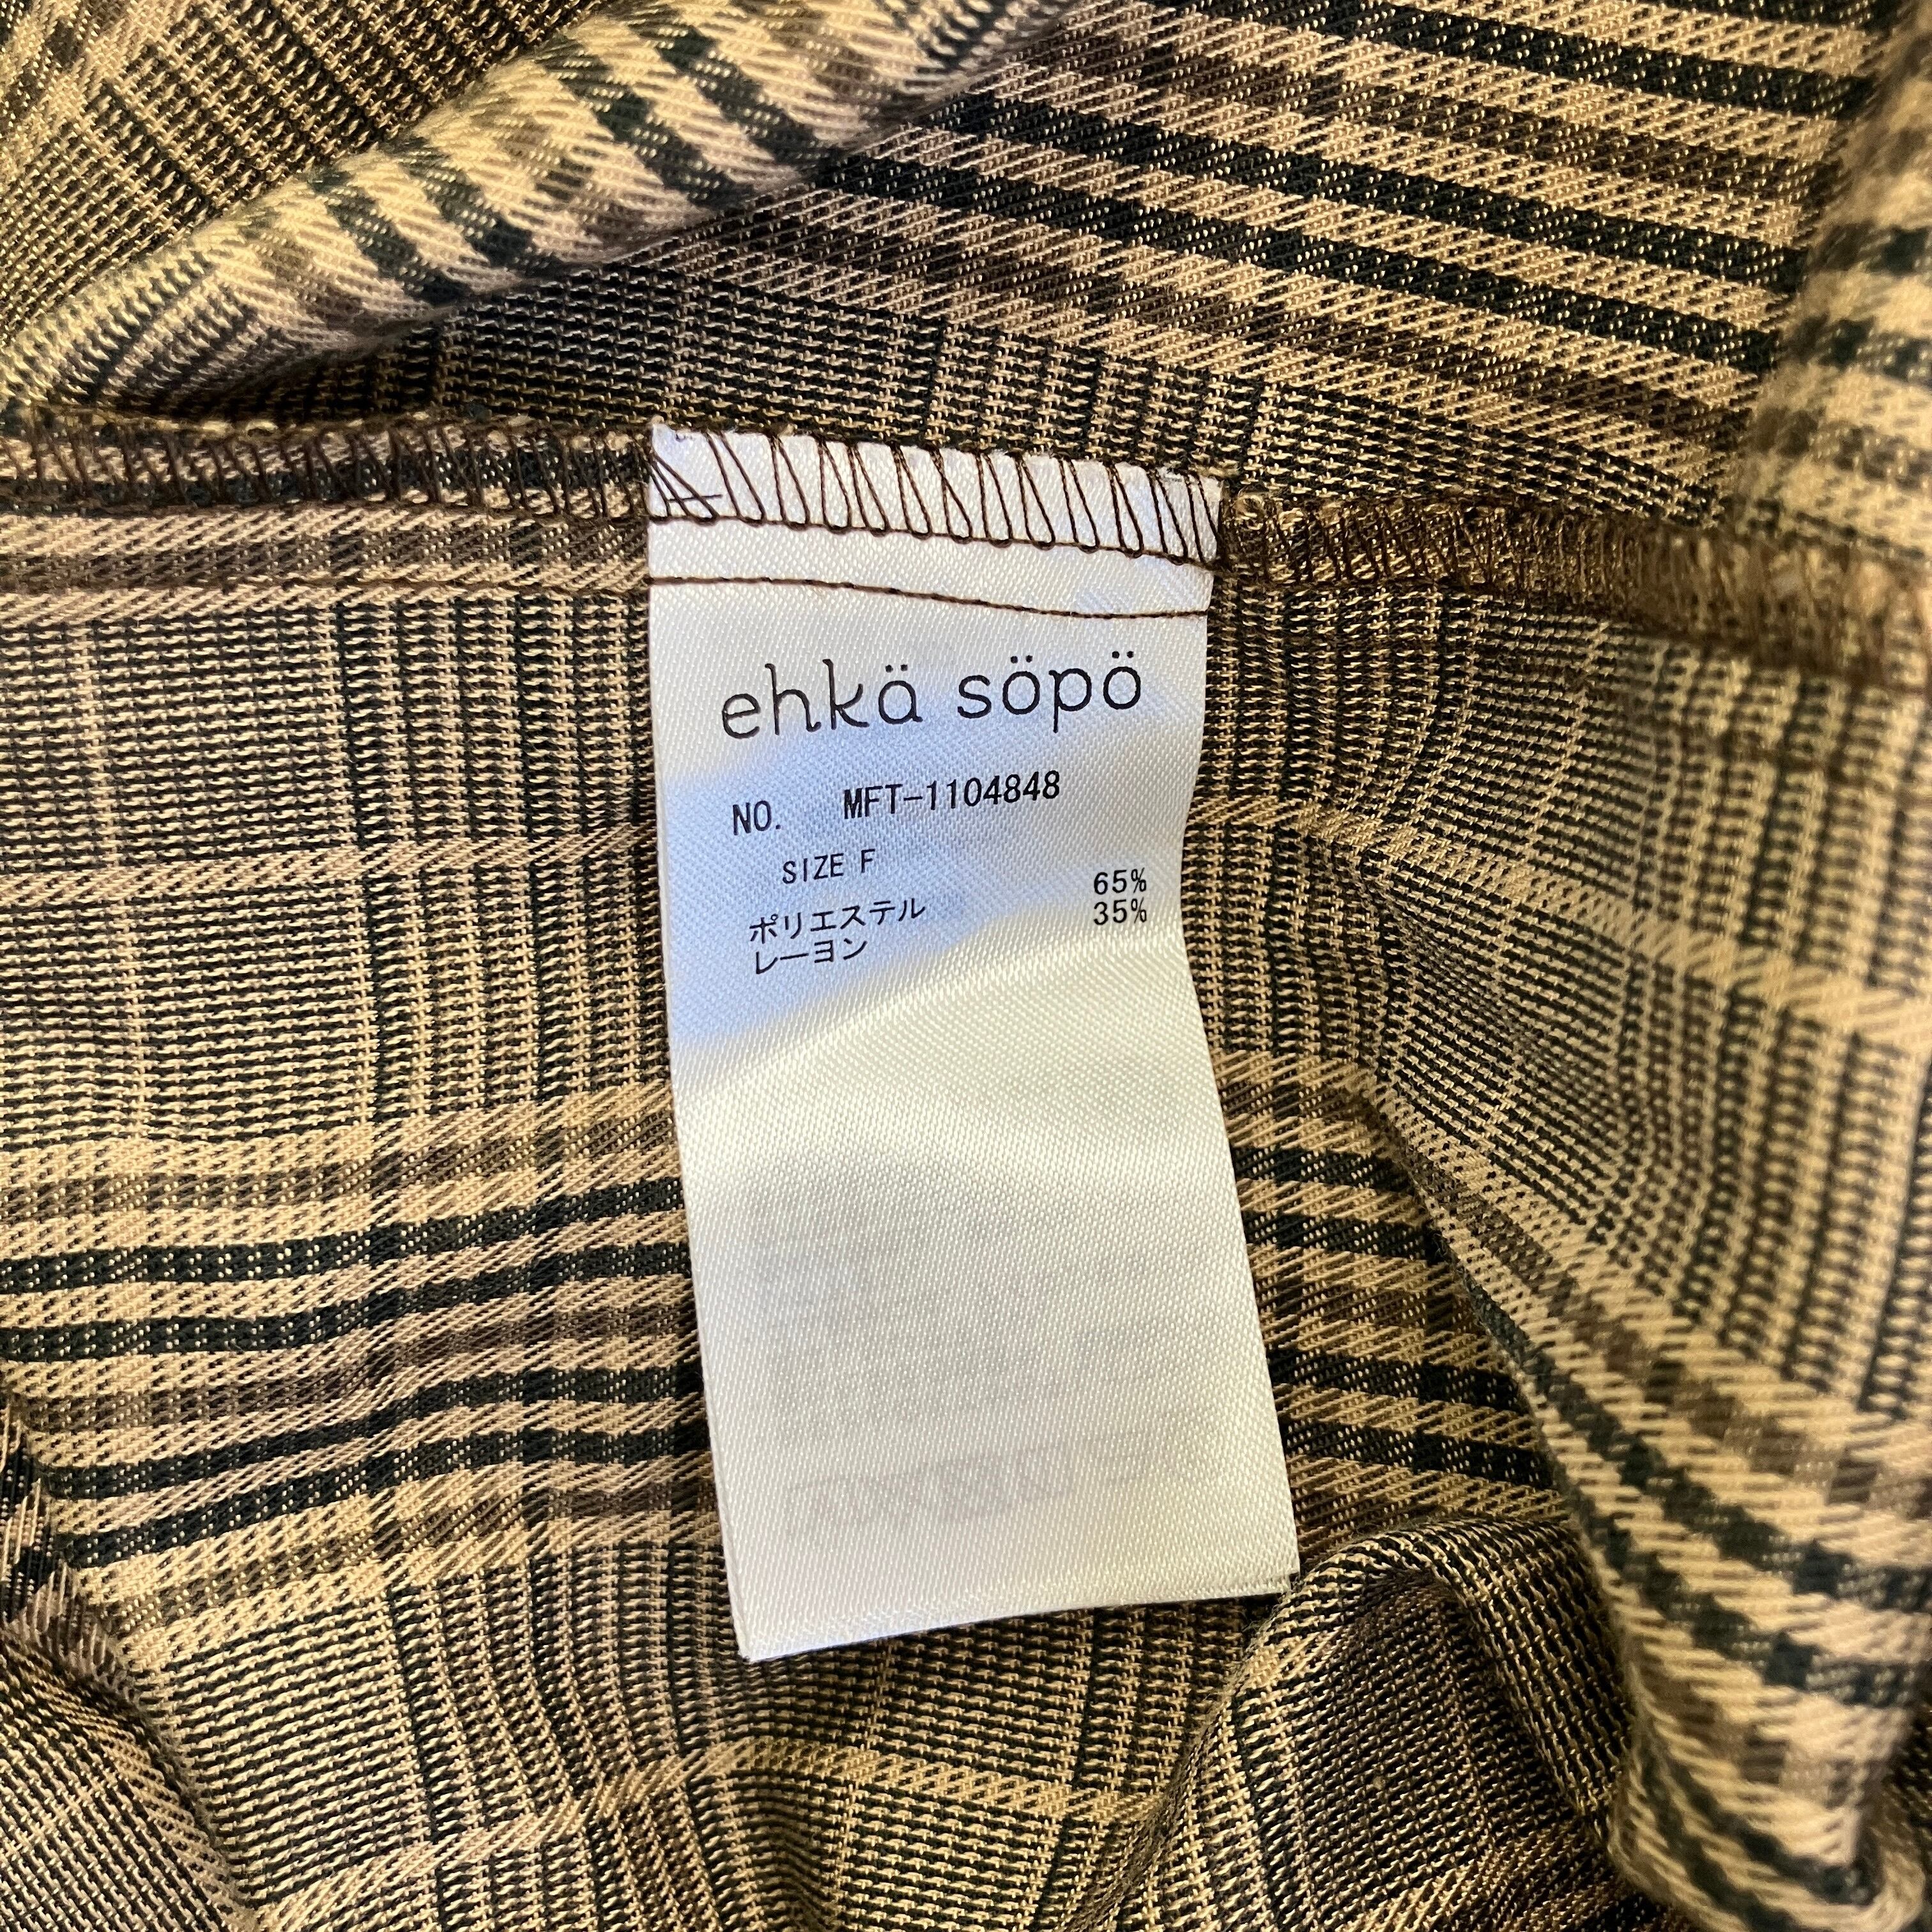 ehkä söpö
NO. MFT-1104848
SIZE F
ポリエステル 65%
レーヨン 35%